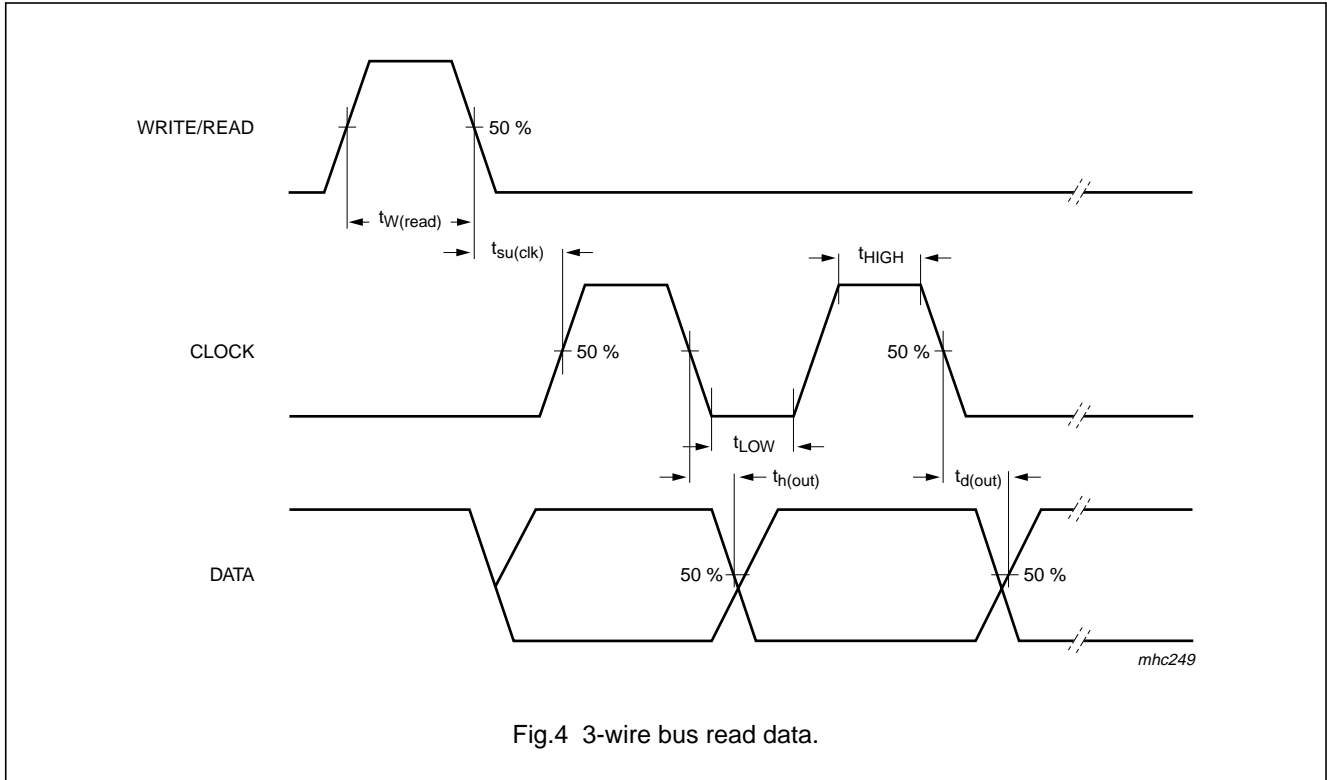 WRITE/READ
50 %
tW(read)
tsu(clk)
tHIGH
CLOCK
50 %
50 %
tLOW
th(out)
td(out)
DATA
50 %
50 %
mhc249
Fig.4 3-wire bus read data.